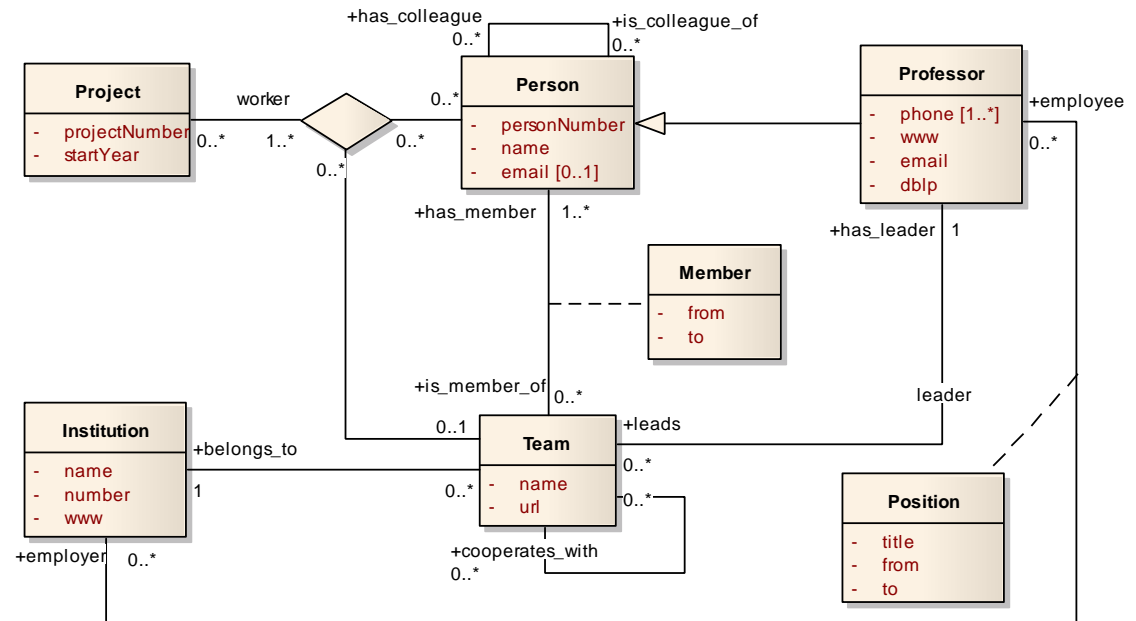 +has_colleague
0..*
+is_colleague_of
0..*
Project
- projectNumber
- startYear
0..*
worker
1..*
0..*
0..*
0..*
Person
- personNumber
- name
- email [0..1]
Professor
- phone [1..*]
- www
- email
- dblp
+employee
0..*
+has_member
1..*
+has_leader
1
Member
- from
- to
+is_member_of
0..*
leader
Institution
- name
- number
- www
+belongs_to
1
0..1
0..*
Team
- name
- url
+leads
0..*
0..*
+cooperates_with
0..*
Position
- title
- from
- to
+employer
0..*